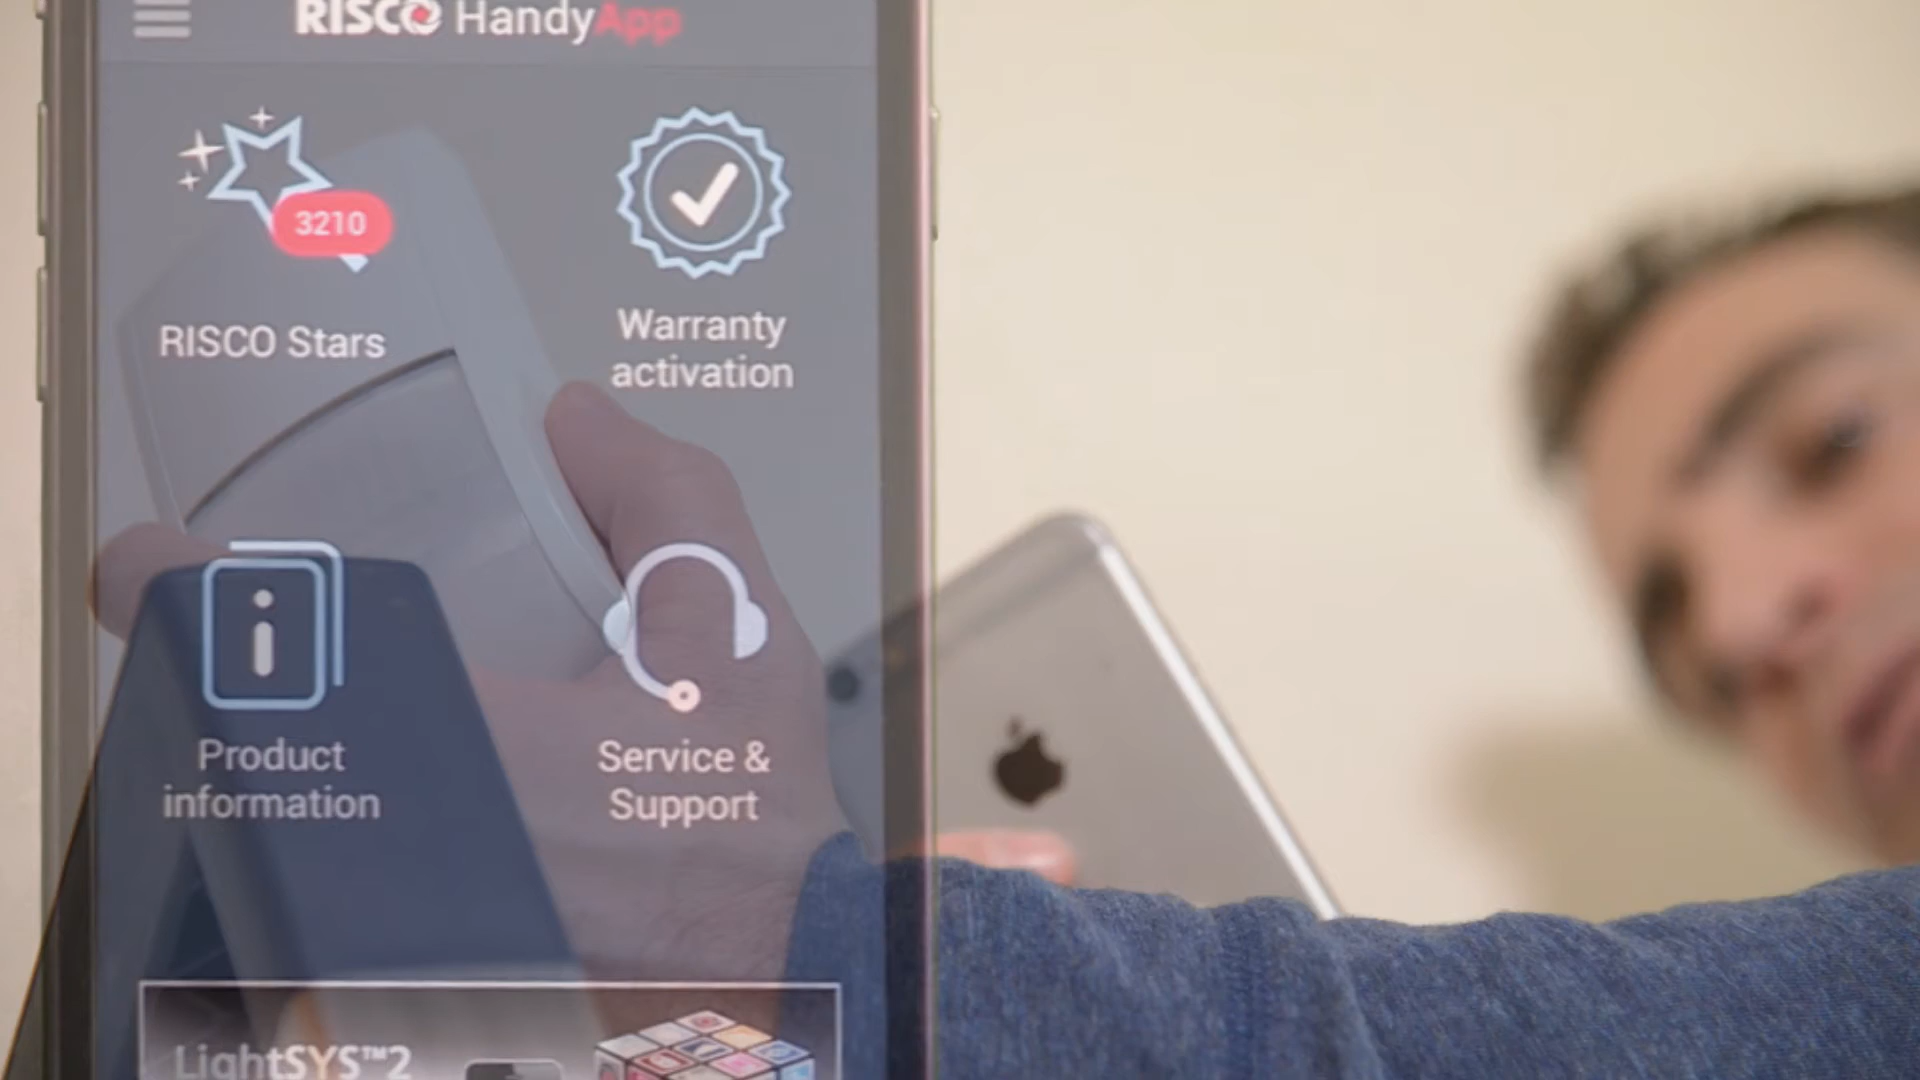 RISCO HandyApp
3210
RISCO Stars
Warranty
activation
Product
information
Service &
Support
LightSYS™2